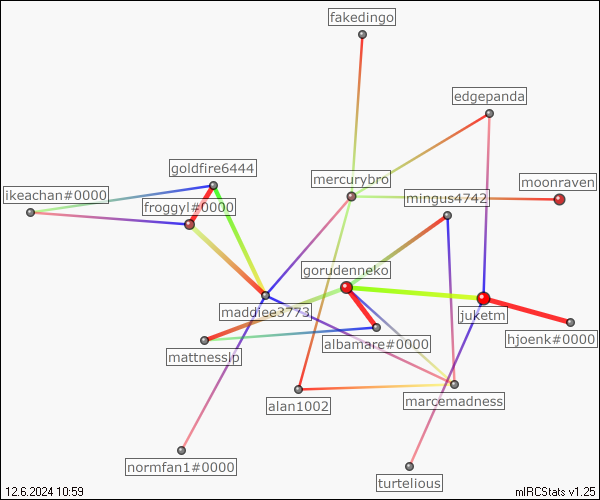 fakedingo
edgepanda
goldfire6444
mercurybro
moonraven
ikeachan#0000
mingus4742
froggyl#0000
gorudenneko
maddiee3773
juketm
hjoenk#0000
albamare#0000
mattnesslp
marcemadness
alan1002
normfan1#0000
turtelious
12.6.2024 10:59
mIRCStats v1.25